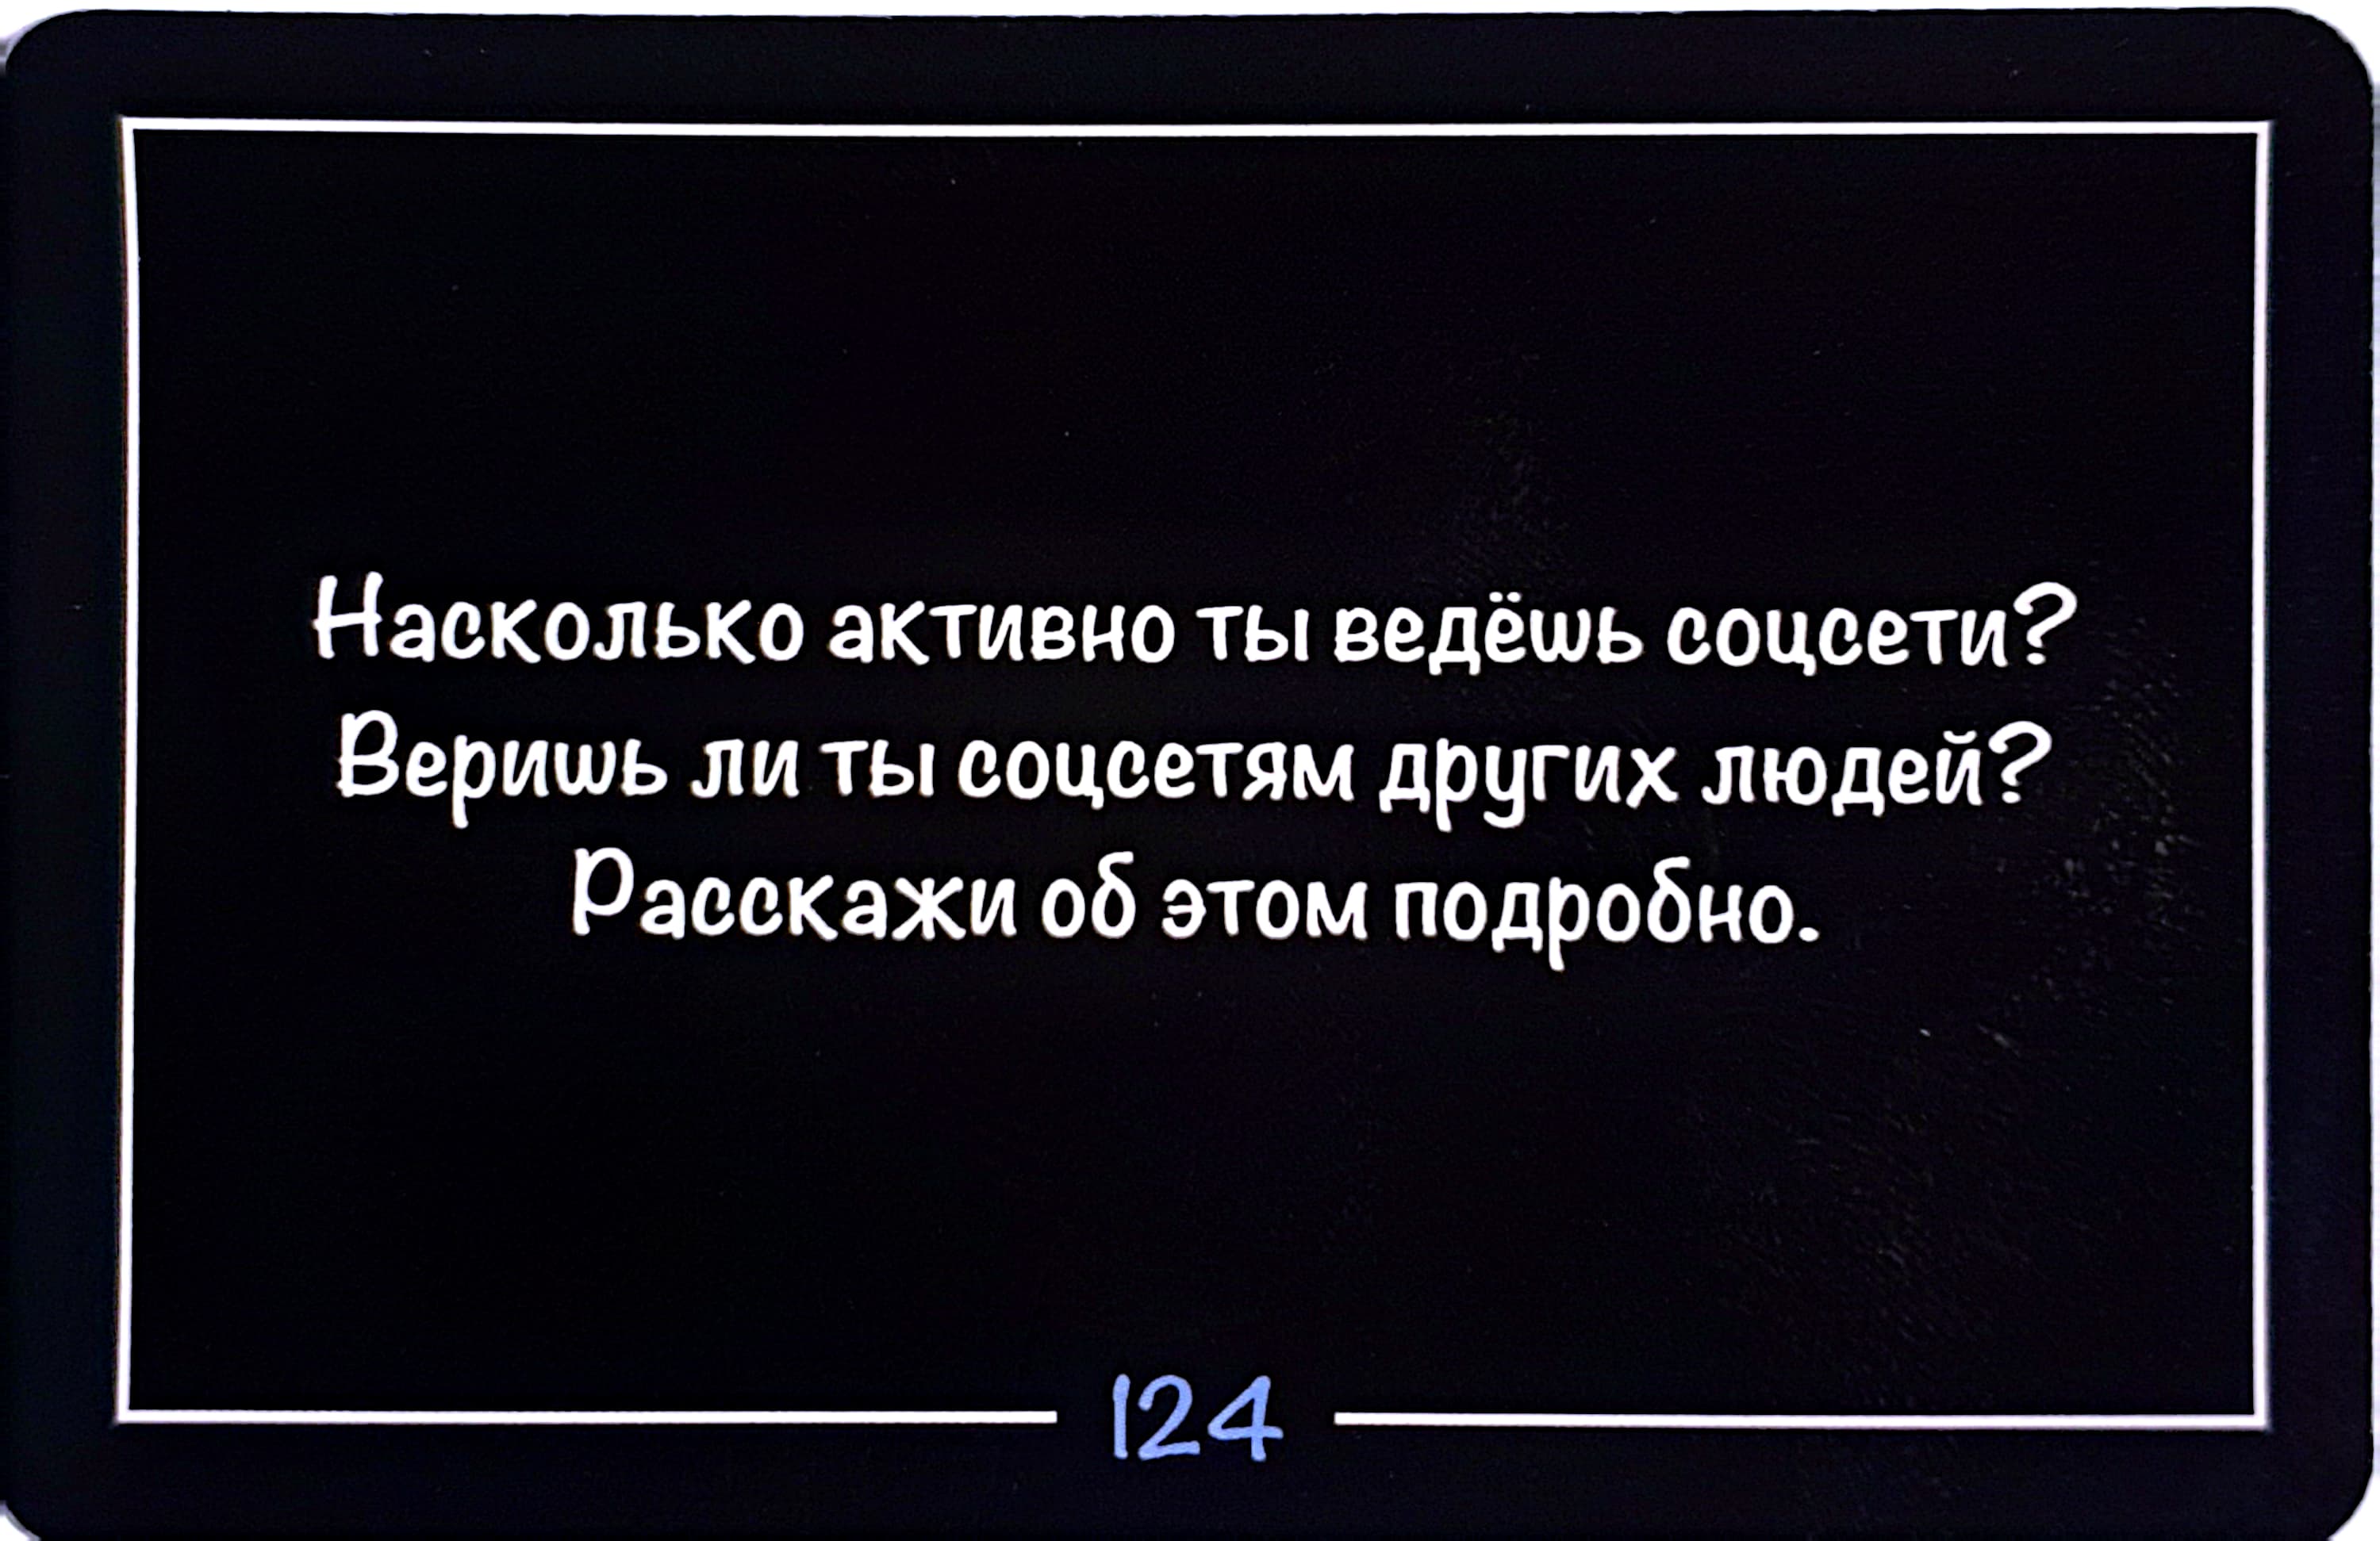 Насколько активно ты ведёшь соцсети?
Веришь ли ты соцсетям других людей?
Расскажи об этом подробно.
124